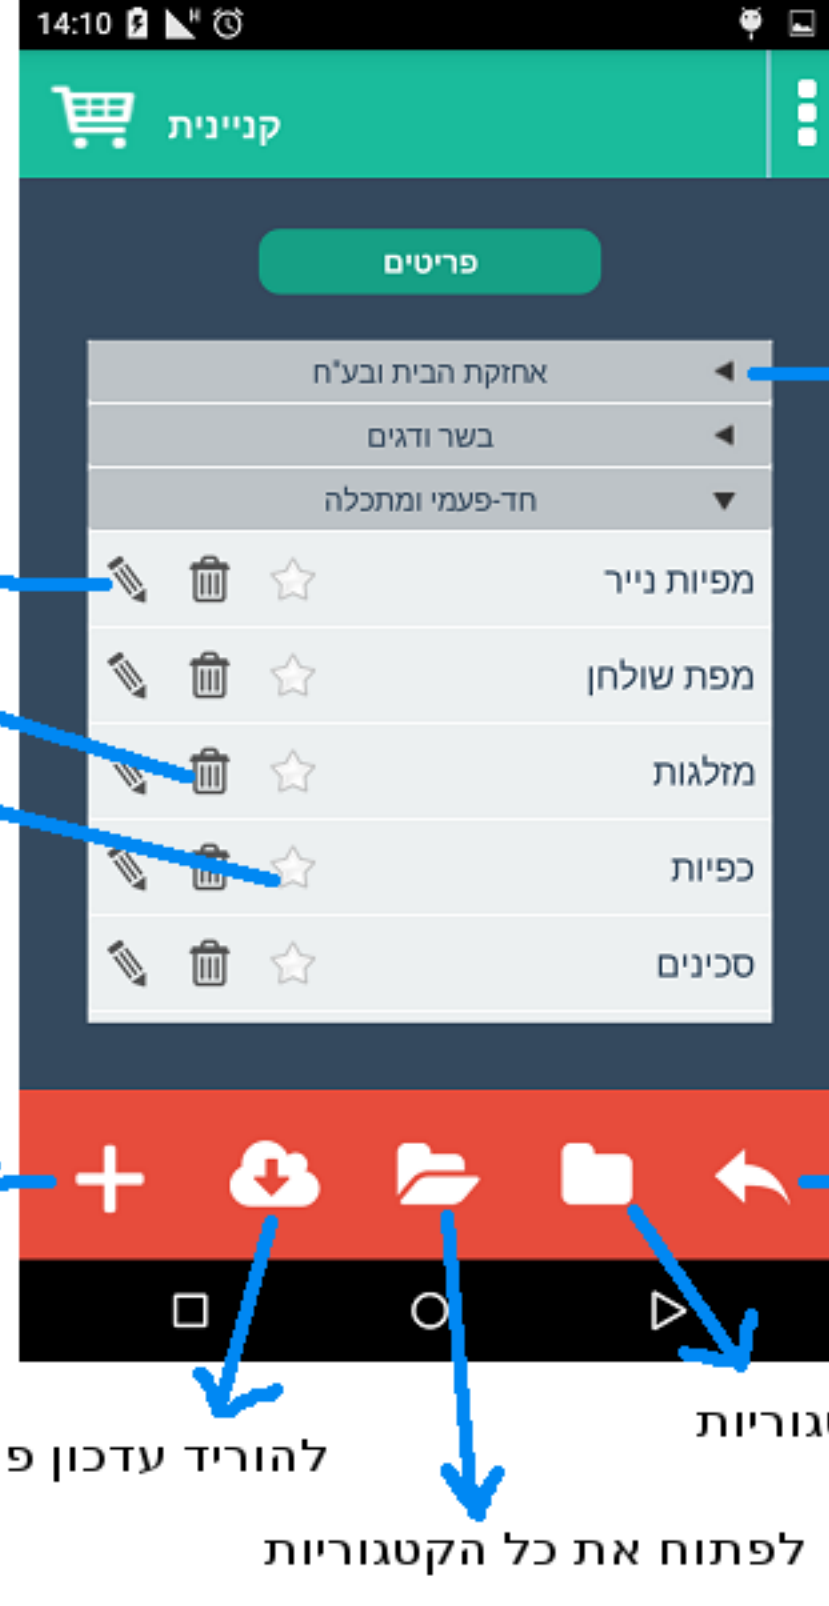 14:10 H
קניינית
פריטים
אחזקת הבית ובע"ח
בשר ודגים
חד-פעמי ומתכלה
מפיות נייר
מפת שולחן
מזלגות
כפיות
סכינים
להוריד עדכון
לפתוח את כל הקטגוריות